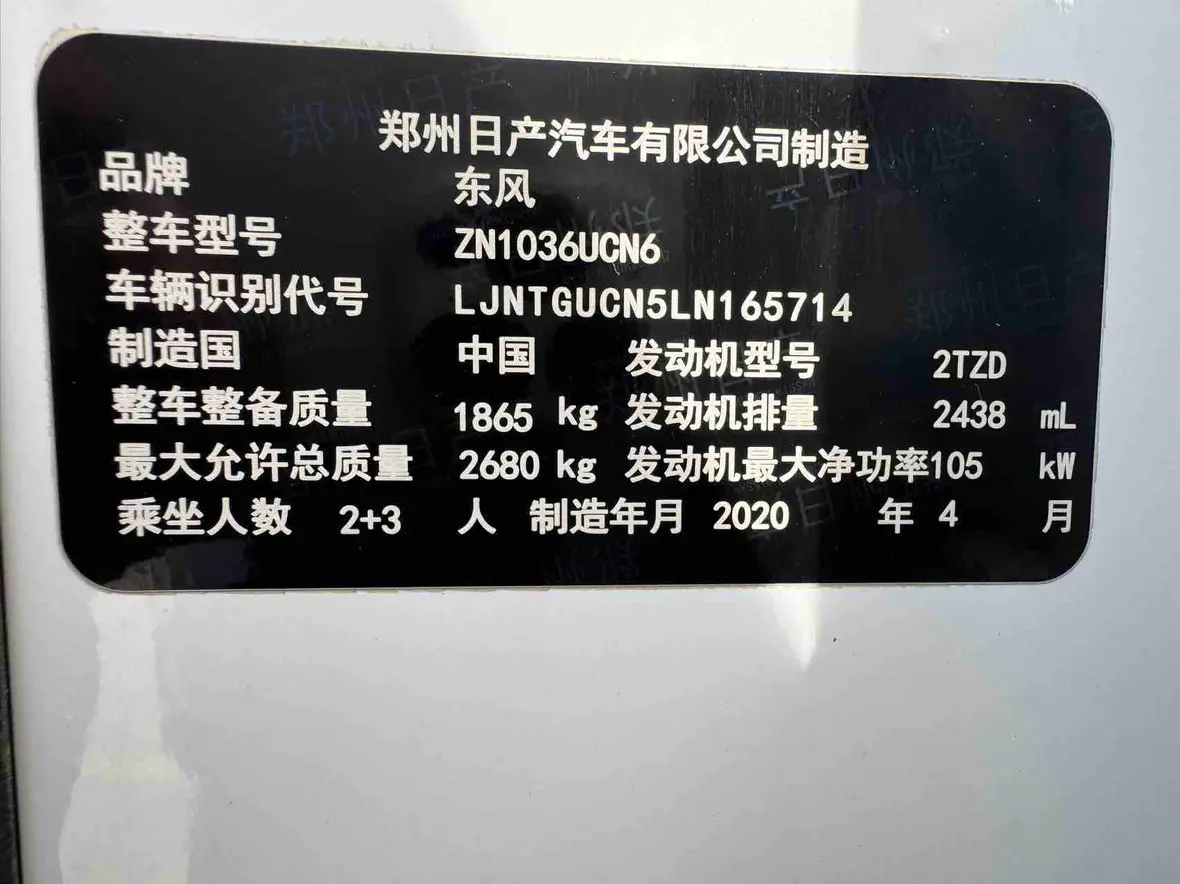 郑州日产汽车有限公司制造
品牌 东风
整车型号 ZN1036UCN6
车辆识别代号 LJNTGUCN5LN165714
制造国 中国 发动机型号 2TZD
整车整备质量 1865 kg 发动机排量 2438 mL
最大允许总质量 2680 kg 发动机最大净功率105 kW
乘坐人数 2+3 人 制造年月 2020 年 4 月